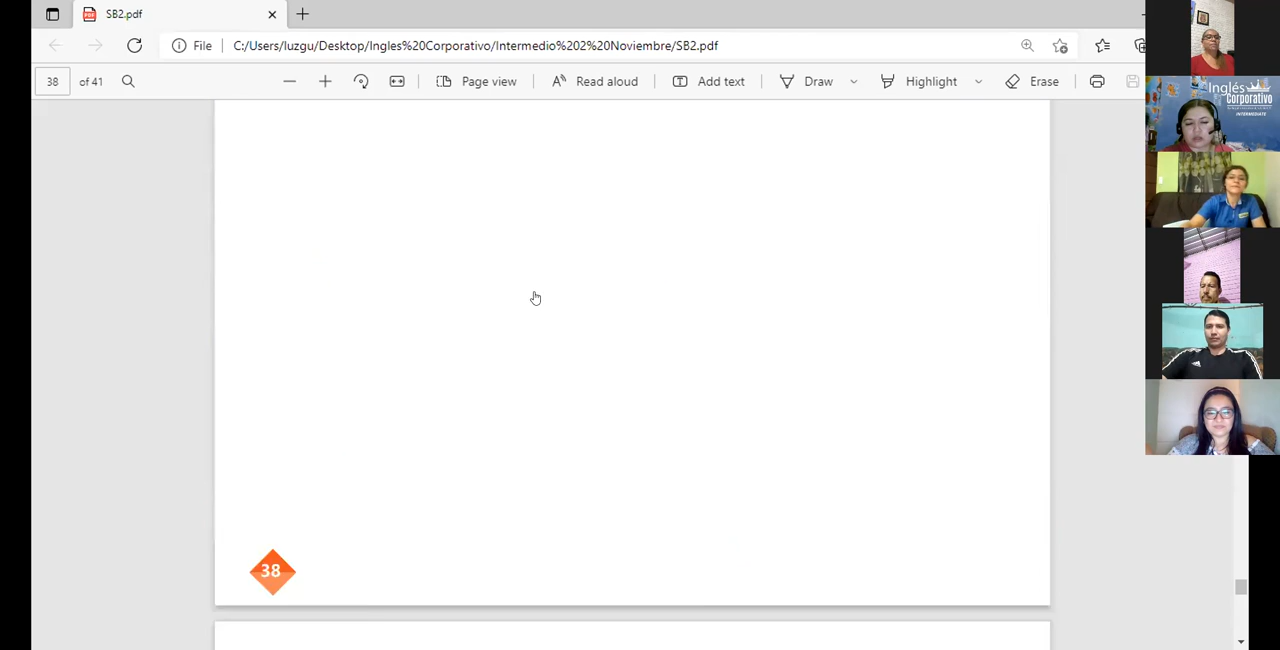 SB2.pdf
File
C:/Users/luzgu/Desktop/Ingles%20Corporativo/Intermedio%202%20Noviembre/SB2.pdf
38 of 41
Page view
Read aloud
Add text
Draw
Highlight
Erase
Inglés
Corporativo
INTERMEDIATE
38